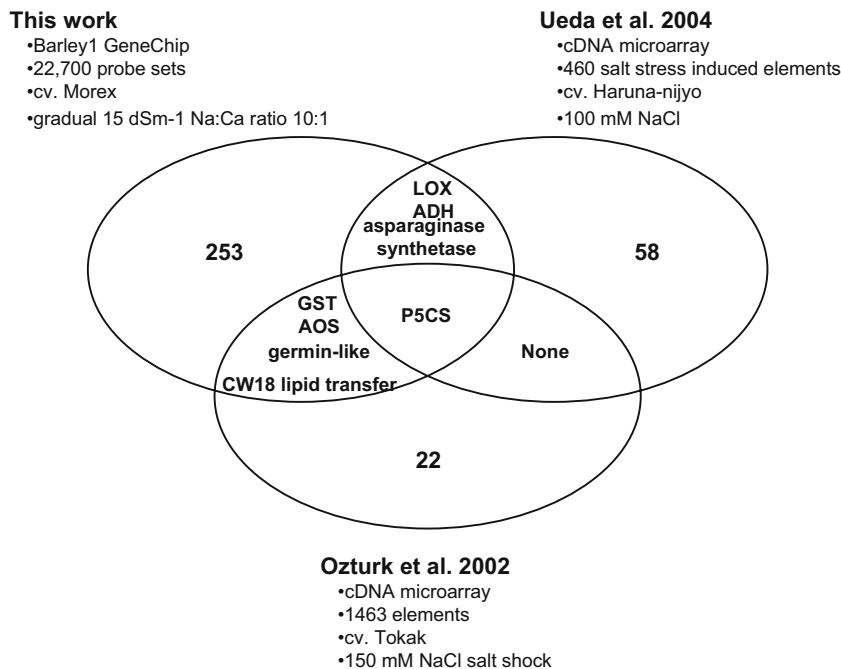 This work
•Barley1 GeneChip
•22,700 probe sets
•cv. Morex
•gradual 15 dSm-1 Na:Ca ratio 10:1
Ueda et al. 2004
•cDNA microarray
•460 salt stress induced elements
•cv. Haruna-nijyo
•100 mM NaCl
LOX
ADH
asparaginase
synthetase
253
58
GST
AOS
germin-like
CW18 lipid transfer
P5CS
None
22
Ozturk et al. 2002
•cDNA microarray
•1463 elements
•cv. Tokak
•150 mM NaCl salt shock